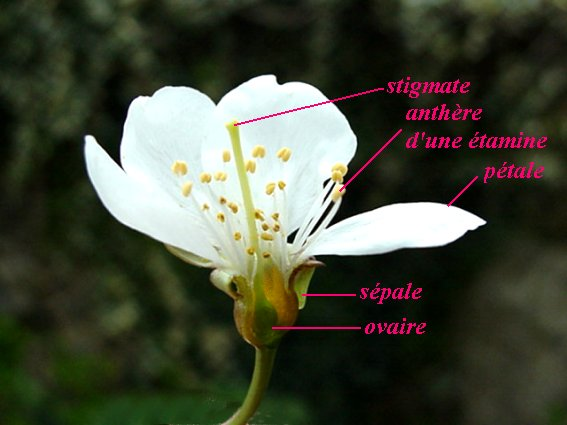 stigmate
anthère
d'une étamine
pétale
sépale
ovaire